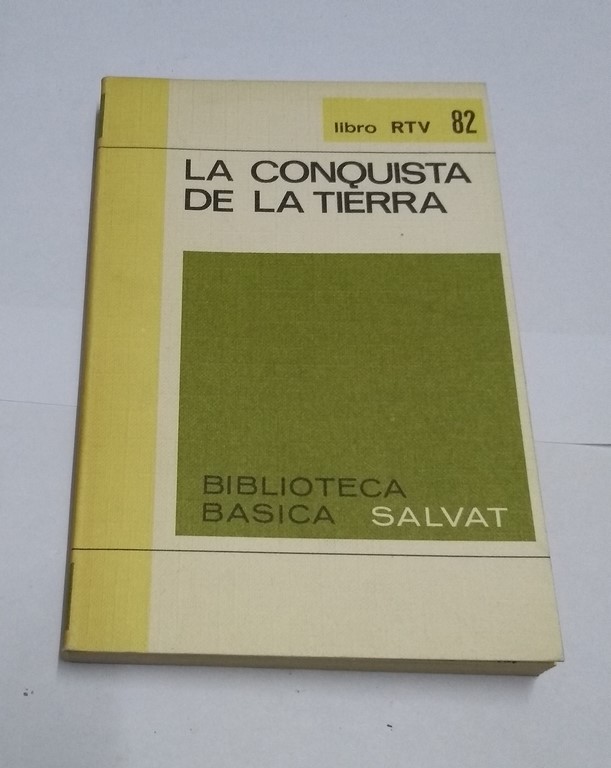 libro RTV 82
LA CONQUISTA
DE LA TIERRA
BIBLIOTECA
BASICA SALVAT